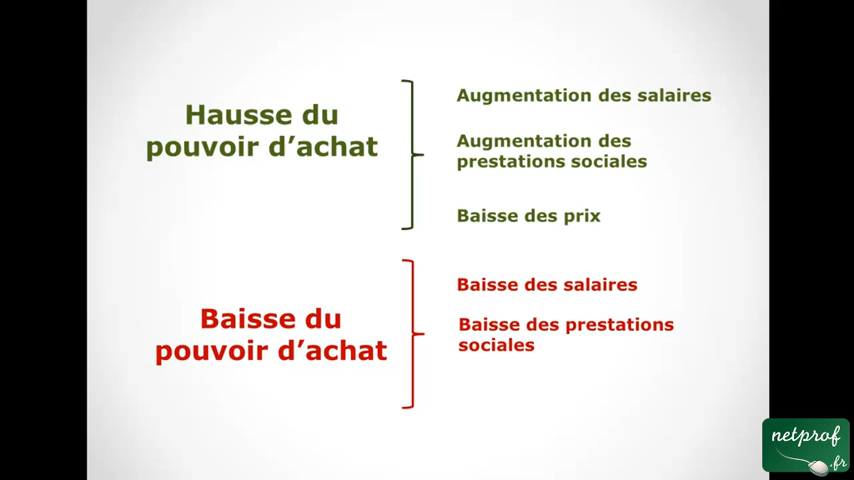 Hausse du
pouvoir d’achat
Augmentation des salaires
Augmentation des
prestations sociales
Baisse des prix
Baisse du
pouvoir d’achat
Baisse des salaires
Baisse des prestations
sociales
netprof
.fr